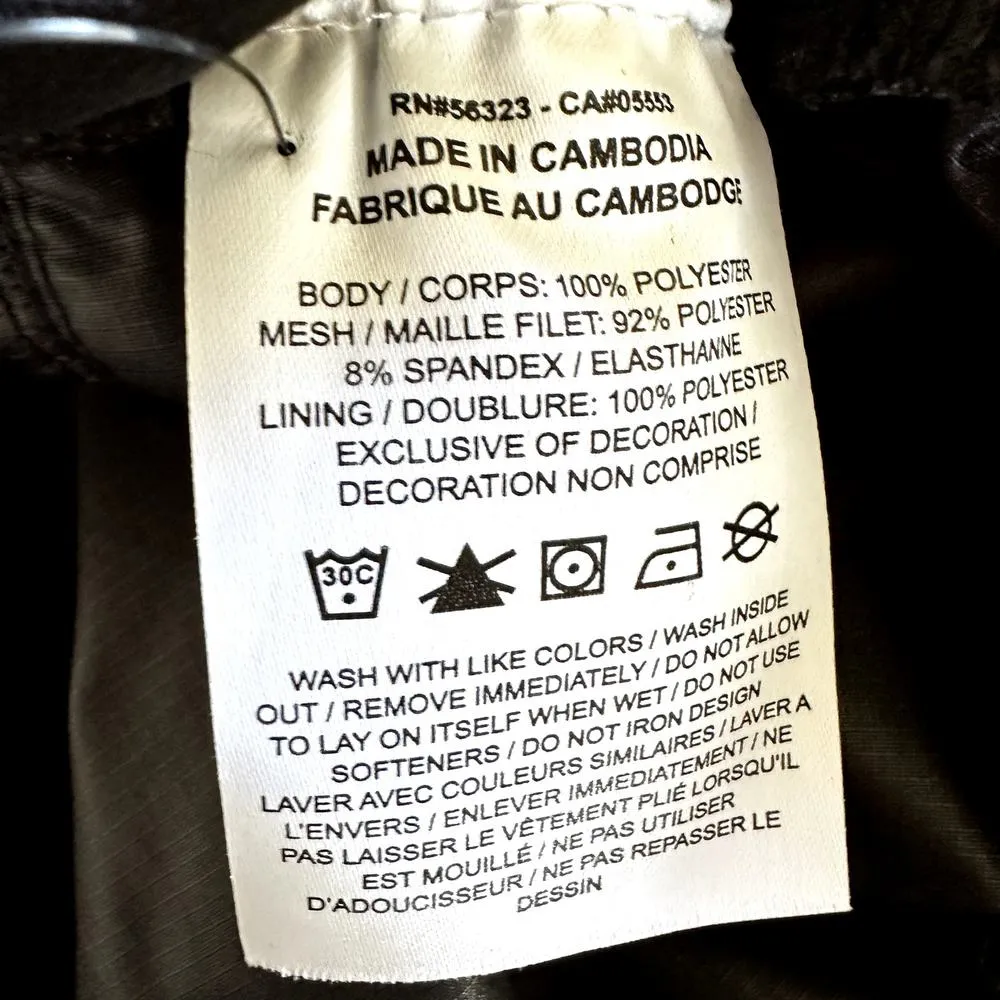 RN#56323 - CA#05553
MADE IN CAMBODIA
FABRIQUE AU CAMBODGE
BODY / CORPS: 100% POLYESTER
MESH / MAILLE FILET: 92% POLYESTER
8% SPANDEX / ELASTHANNE
LINING / DOUBLURE: 100% POLYESTER
EXCLUSIVE OF DECORATION /
DECORATION NON COMPRISE
30C
WASH WITH LIKE COLORS / WASH INSIDE
OUT / REMOVE IMMEDIATELY / DO NOT ALLOW
TO LAY ON ITSELF WHEN WET / DO NOT USE
SOFTENERS / DO NOT IRON DESIGN
LAVER AVEC COULEURS SIMILAIRES / LAVER A
L'ENVERS / ENLEVER IMMEDIATEMENT / NE
PAS LAISSER LE VÊTEMENT PLIÉ LORSQU'IL
EST MOUILLÉ / NE PAS UTILISER
D'ADOUCISSEUR / NE PAS REPASSER LE
DESSIN